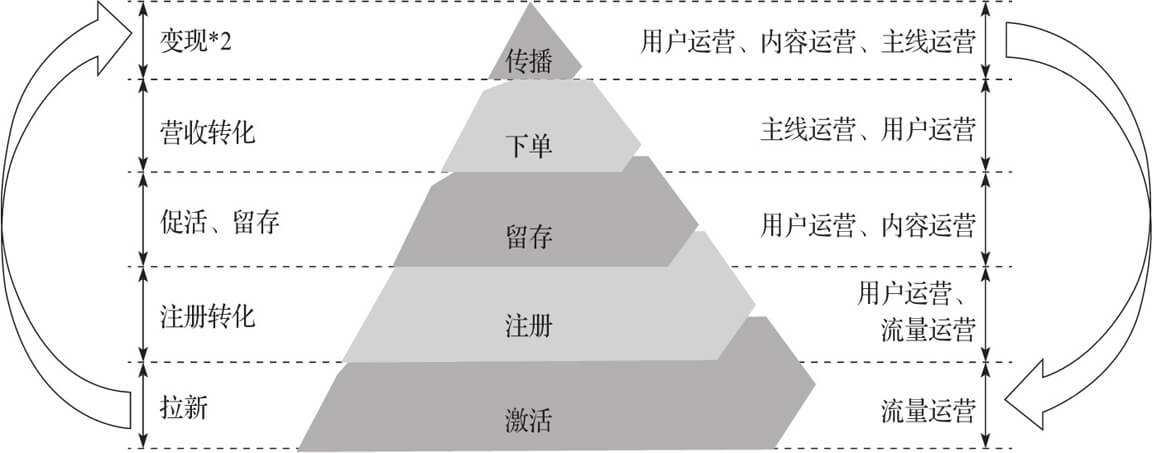 变现*2
传播
用户运营、内容运营、主线运营
营收转化
下单
主线运营、用户运营
促活、留存
留存
用户运营、内容运营
注册转化
注册
用户运营、
流量运营
拉新
激活
流量运营